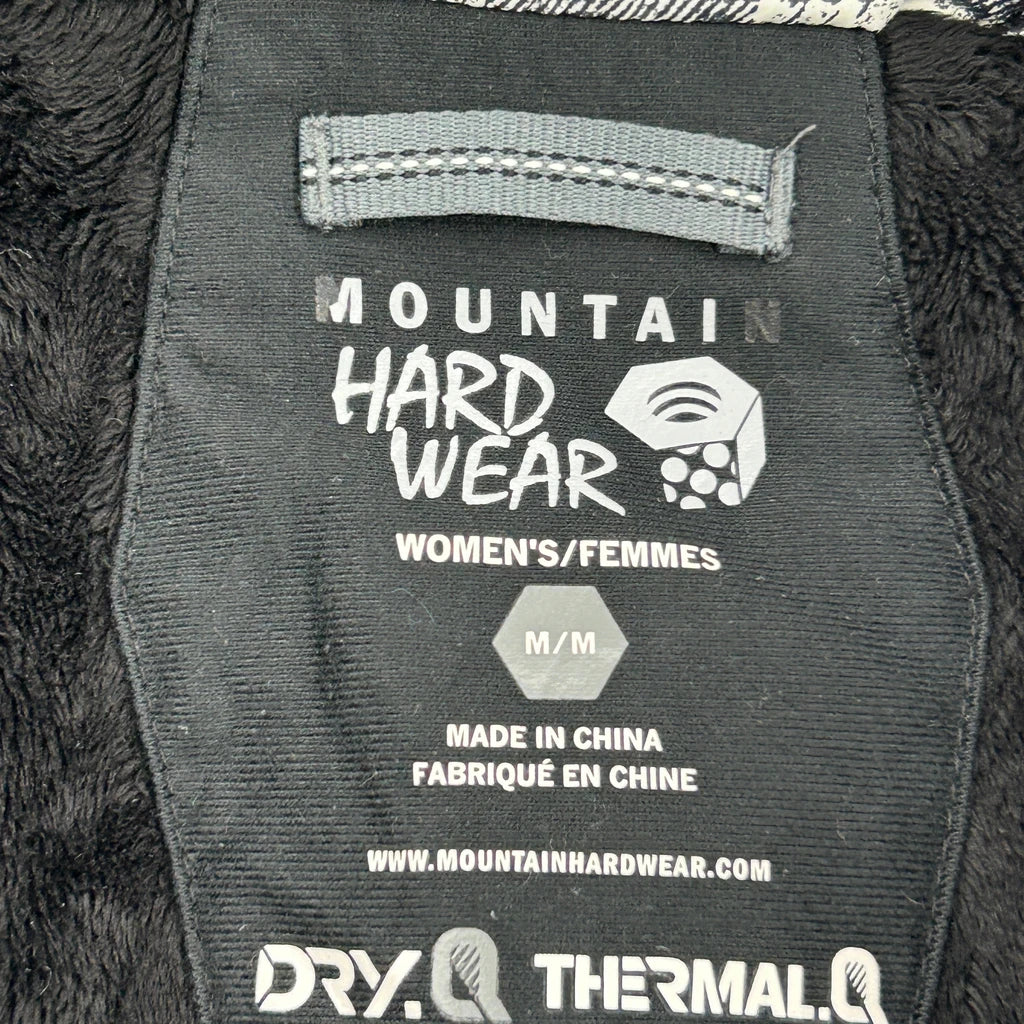 MOUNTAIN
HARD
WEAR
WOMEN'S/FEMMES
M/M
MADE IN CHINA
FABRIQUÉ EN CHINE
WWW.MOUNTAINHARDWEAR.COM
DRY.Q THERMAL.Q